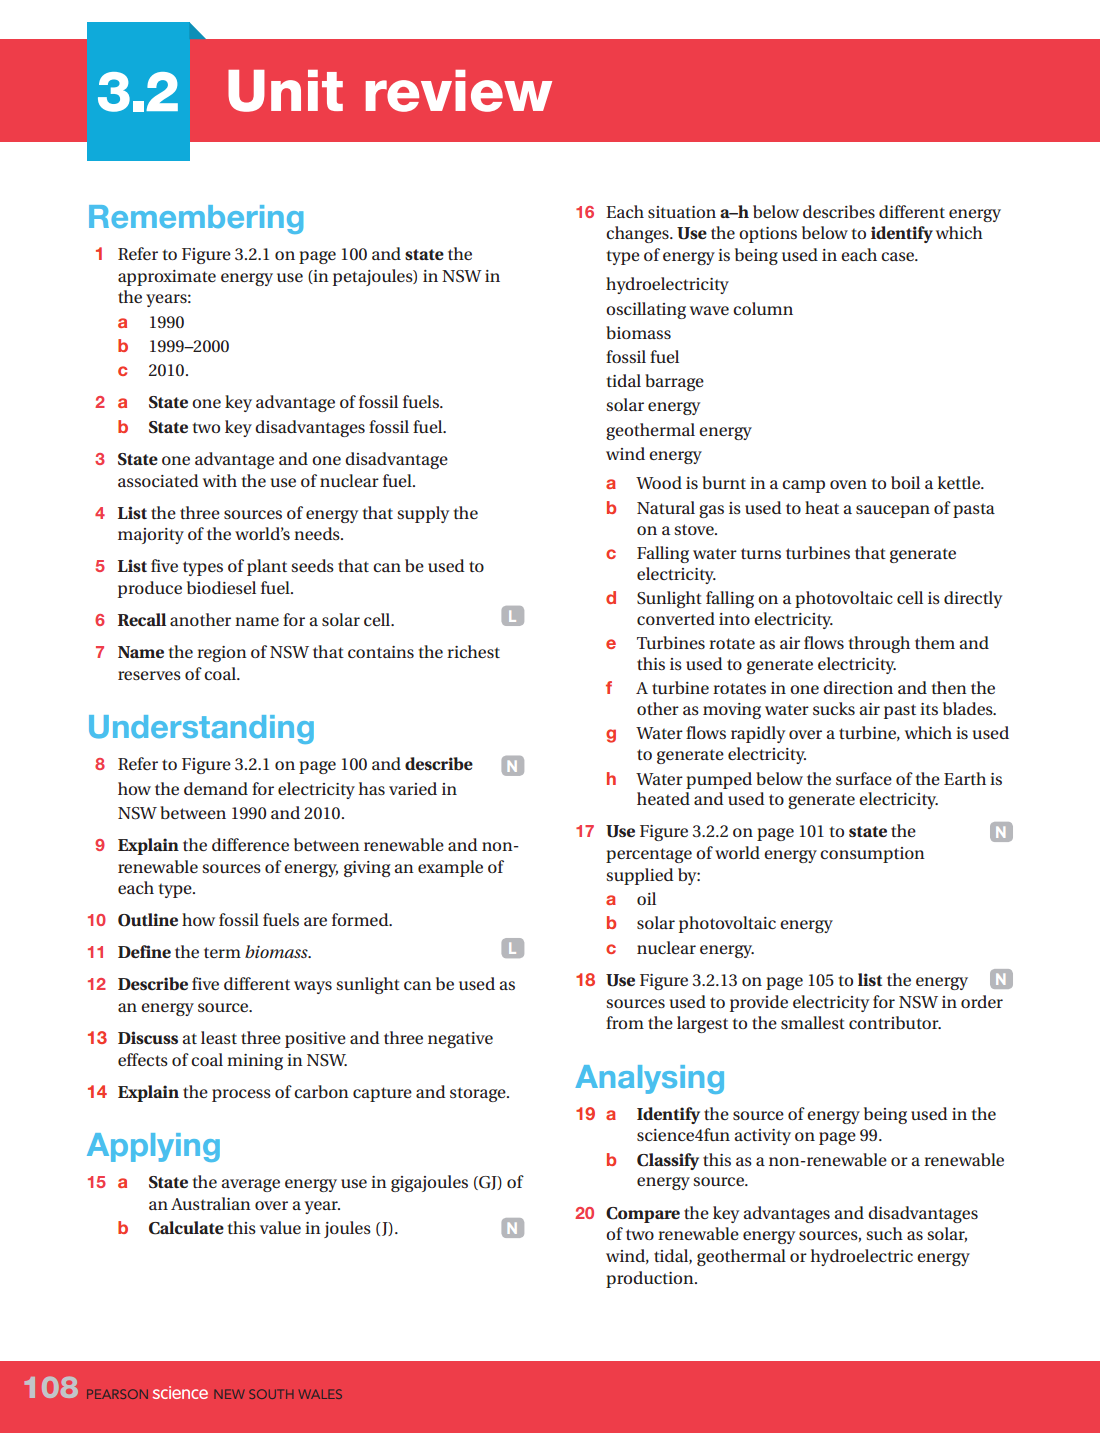 3.2 Unit review
Remembering
1 Refer to Figure 3.2.1 on page 100 and state the
approximate energy use (in petajoules) in NSW in
the years:
a 1990
b 1999–2000
c 2010.
2 a State one key advantage of fossil fuels.
b State two key disadvantages fossil fuel.
3 State one advantage and one disadvantage
associated with the use of nuclear fuel.
4 List the three sources of energy that supply the
majority of the world's needs.
5 List five types of plant seeds that can be used to
produce biodiesel fuel.
6 Recall another name for a solar cell. L
7 Name the region of NSW that contains the richest
reserves of coal.
Understanding
8 Refer to Figure 3.2.1 on page 100 and describe N
how the demand for electricity has varied in
NSW between 1990 and 2010.
9 Explain the difference between renewable and non-
renewable sources of energy, giving an example of
each type.
10 Outline how fossil fuels are formed.
11 Define the term biomass. L
12 Describe five different ways sunlight can be used as
an energy source.
13 Discuss at least three positive and three negative
effects of coal mining in NSW.
14 Explain the process of carbon capture and storage.
Applying
15 a State the average energy use in gigajoules (GJ) of
an Australian over a year.
b Calculate this value in joules (J). N
16 Each situation a–h below describes different energy
changes. Use the options below to identify which
type of energy is being used in each case.
hydroelectricity
oscillating wave column
biomass
fossil fuel
tidal barrage
solar energy
geothermal energy
wind energy
a Wood is burnt in a camp oven to boil a kettle.
b Natural gas is used to heat a saucepan of pasta
on a stove.
c Falling water turns turbines that generate
electricity.
d Sunlight falling on a photovoltaic cell is directly
converted into electricity.
e Turbines rotate as air flows through them and
this is used to generate electricity.
f A turbine rotates in one direction and then the
other as moving water sucks air past its blades.
g Water flows rapidly over a turbine, which is used
to generate electricity.
h Water pumped below the surface of the Earth is
heated and used to generate electricity.
17 Use Figure 3.2.2 on page 101 to state the N
percentage of world energy consumption
supplied by:
a oil
b solar photovoltaic energy
c nuclear energy.
18 Use Figure 3.2.13 on page 105 to list the energy N
sources used to provide electricity for NSW in order
from the largest to the smallest contributor.
Analysing
19 a Identify the source of energy being used in the
science4fun activity on page 99.
b Classify this as a non-renewable or a renewable
energy source.
20 Compare the key advantages and disadvantages
of two renewable energy sources, such as solar,
wind, tidal, geothermal or hydroelectric energy
production.
108 PEARSON science NEW SOUTH WALES